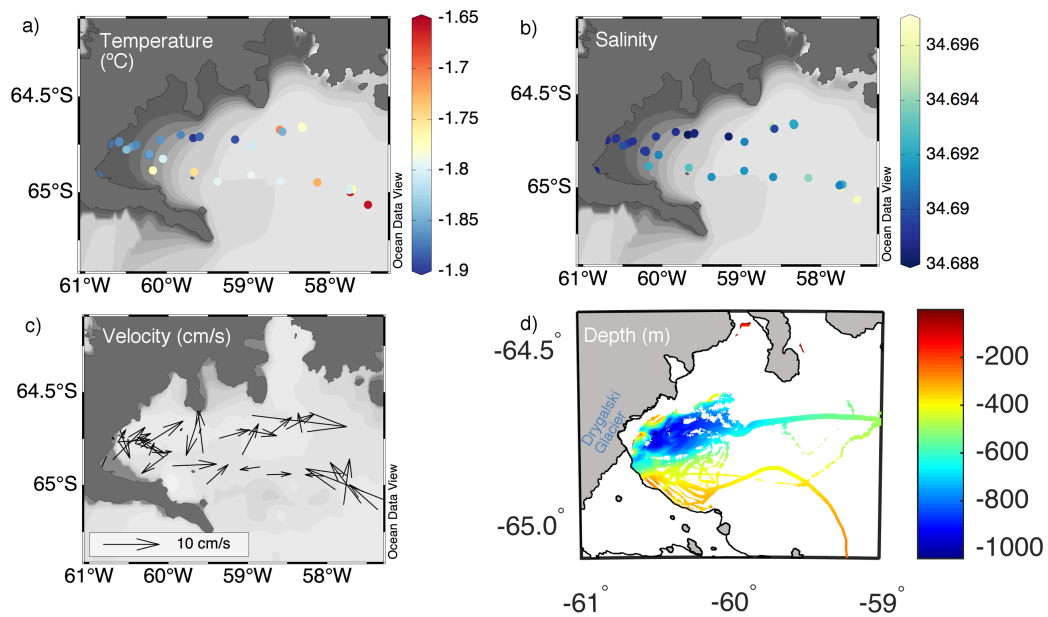 a)
Temperature
(ºC)
64.5°S
65°S
61°W 60°W 59°W 58°W
-1.65
-1.7
-1.75
-1.8
-1.85
-1.9
Ocean Data View
b)
Salinity
64.5°S
65°S
61°W 60°W 59°W 58°W
34.696
34.694
34.692
34.69
34.688
Ocean Data View
c)
Velocity (cm/s)
64.5°S
65°S
10 cm/s
61°W 60°W 59°W 58°W
Ocean Data View
d)
Depth (m)
-64.5°
-65.0°
Drygalski
Glacier
-61° -60° -59°
-200
-400
-600
-800
-1000